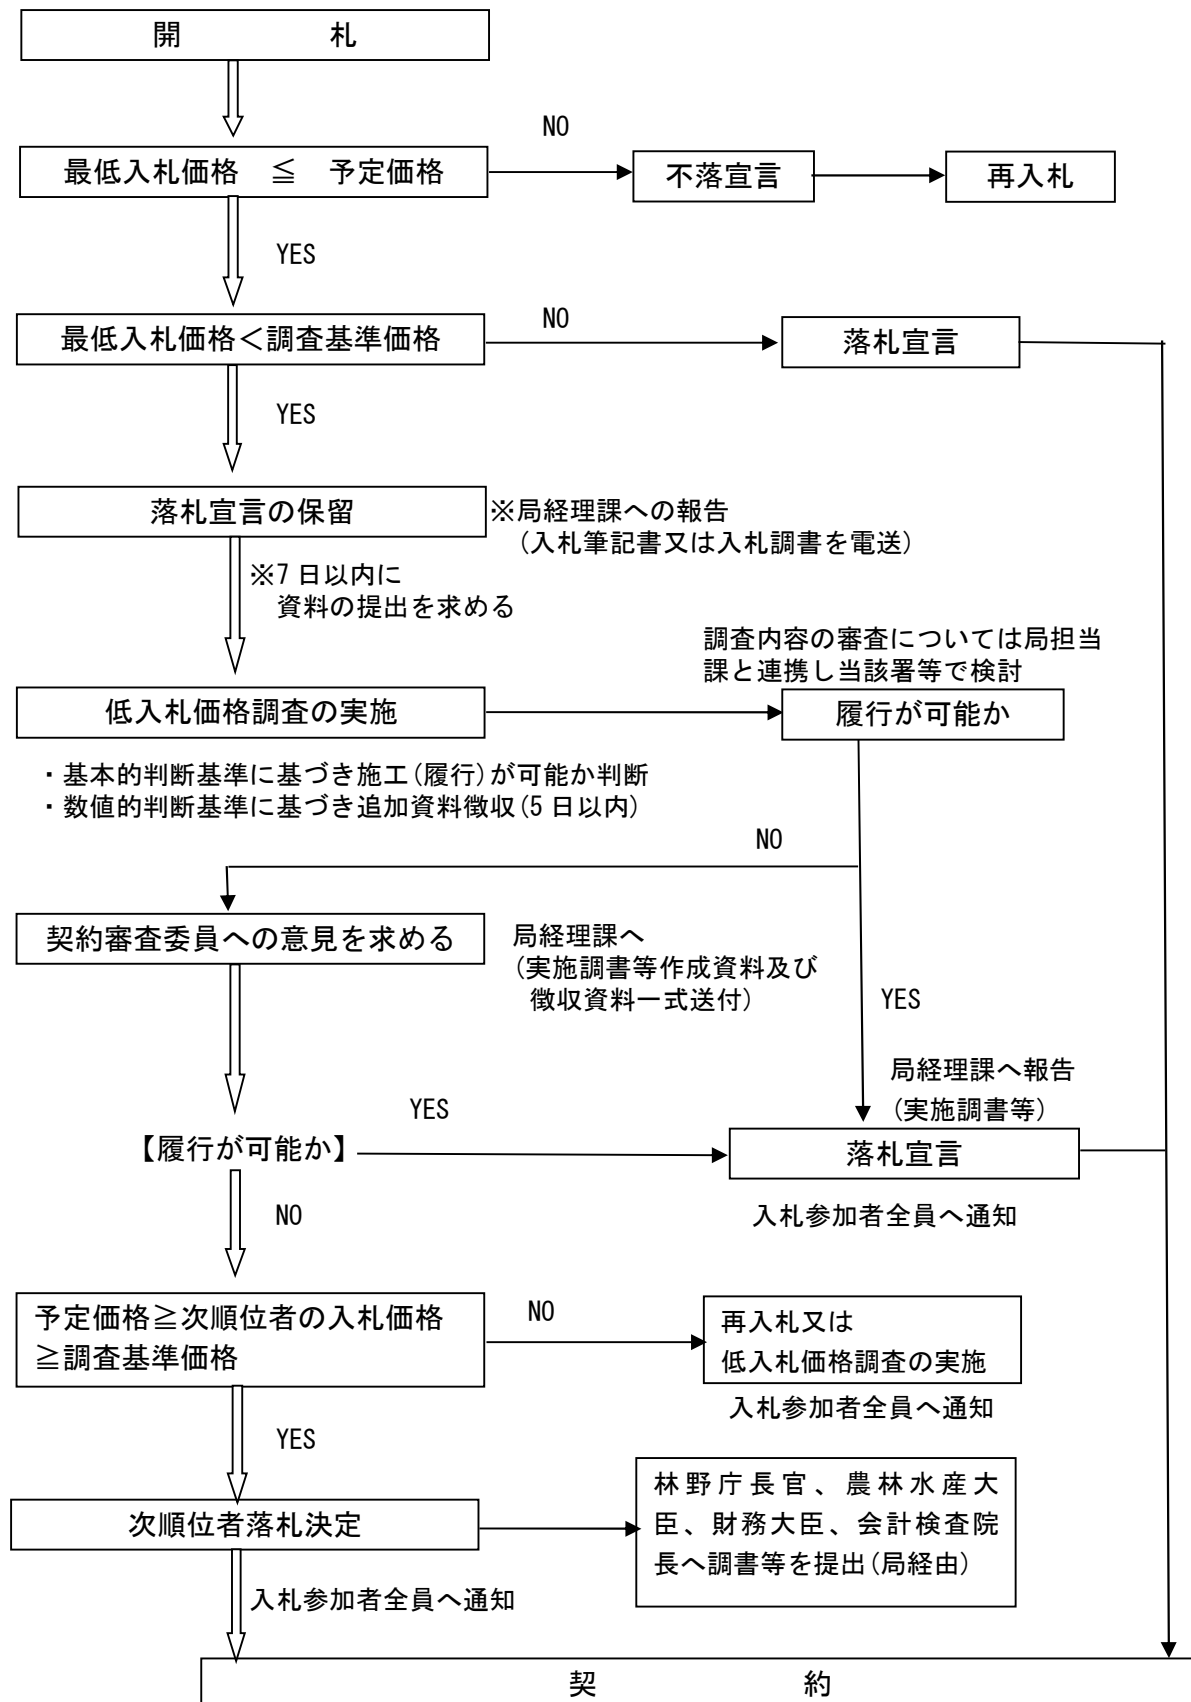 開 札
NO
最低入札価格 ≦ 予定価格
不落宣言
再入札
YES
最低入札価格＜調査基準価格
NO
落札宣言
YES
落札宣言の保留
※局経理課への報告
（入札筆記書又は入札調書を電送）
※7日以内に
資料の提出を求める
調査内容の審査については局担当
課と連携し当該署等で検討
低入札価格調査の実施
履行が可能か
・基本的判断基準に基づき施工(履行)が可能か判断
・数値的判断基準に基づき追加資料徴収(5日以内)
NO
契約審査委員への意見を求める
局経理課へ
(実施調書等作成資料及び
徴収資料一式送付)
YES
局経理課へ報告
(実施調書等)
YES
【履行が可能か】
落札宣言
NO
入札参加者全員へ通知
予定価格≧次順位者の入札価格
≧調査基準価格
NO
再入札又は
低入札価格調査の実施
入札参加者全員へ通知
YES
次順位者落札決定
林野庁長官、農林水産大
臣、財務大臣、会計検査院
長へ調書等を提出(局経由)
入札参加者全員へ通知
契 約